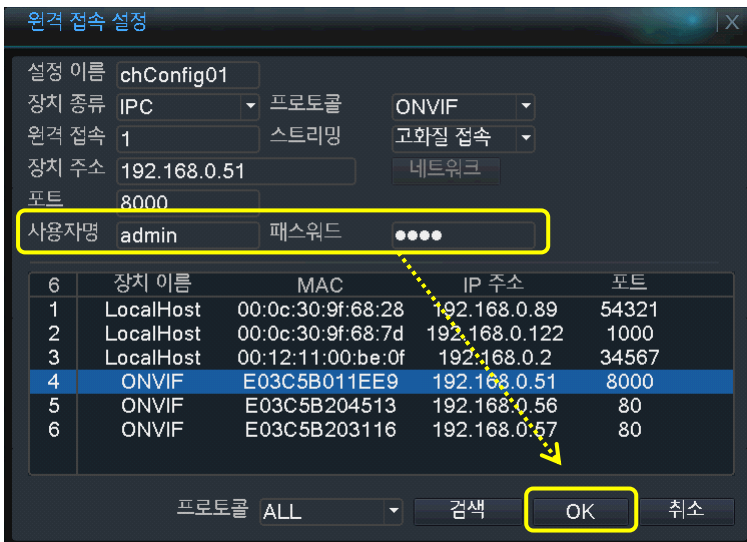 원격 접속 설정 X
설정 이름 chConfig01
장치 종류 IPC 프로토콜 ONVIF
원격 접속 1 스트리밍 고화질 접속
장치 주소 192.168.0.51 네트워크
포트 8000
사용자명 admin 패스워드 ●●●●
6 장치 이름 MAC IP 주소 포트
1 LocalHost 00:0c:30:9f:68:28 192.168.0.89 54321
2 LocalHost 00:0c:30:9f:68:7d 192.168.0.122 1000
3 LocalHost 00:12:11:00:be:0f 192.168.0.2 34567
4 ONVIF E03C5B011EE9 192.168.0.51 8000
5 ONVIF E03C5B204513 192.168.0.56 80
6 ONVIF E03C5B203116 192.168.0.57 80
프로토콜 ALL 검색 OK 취소